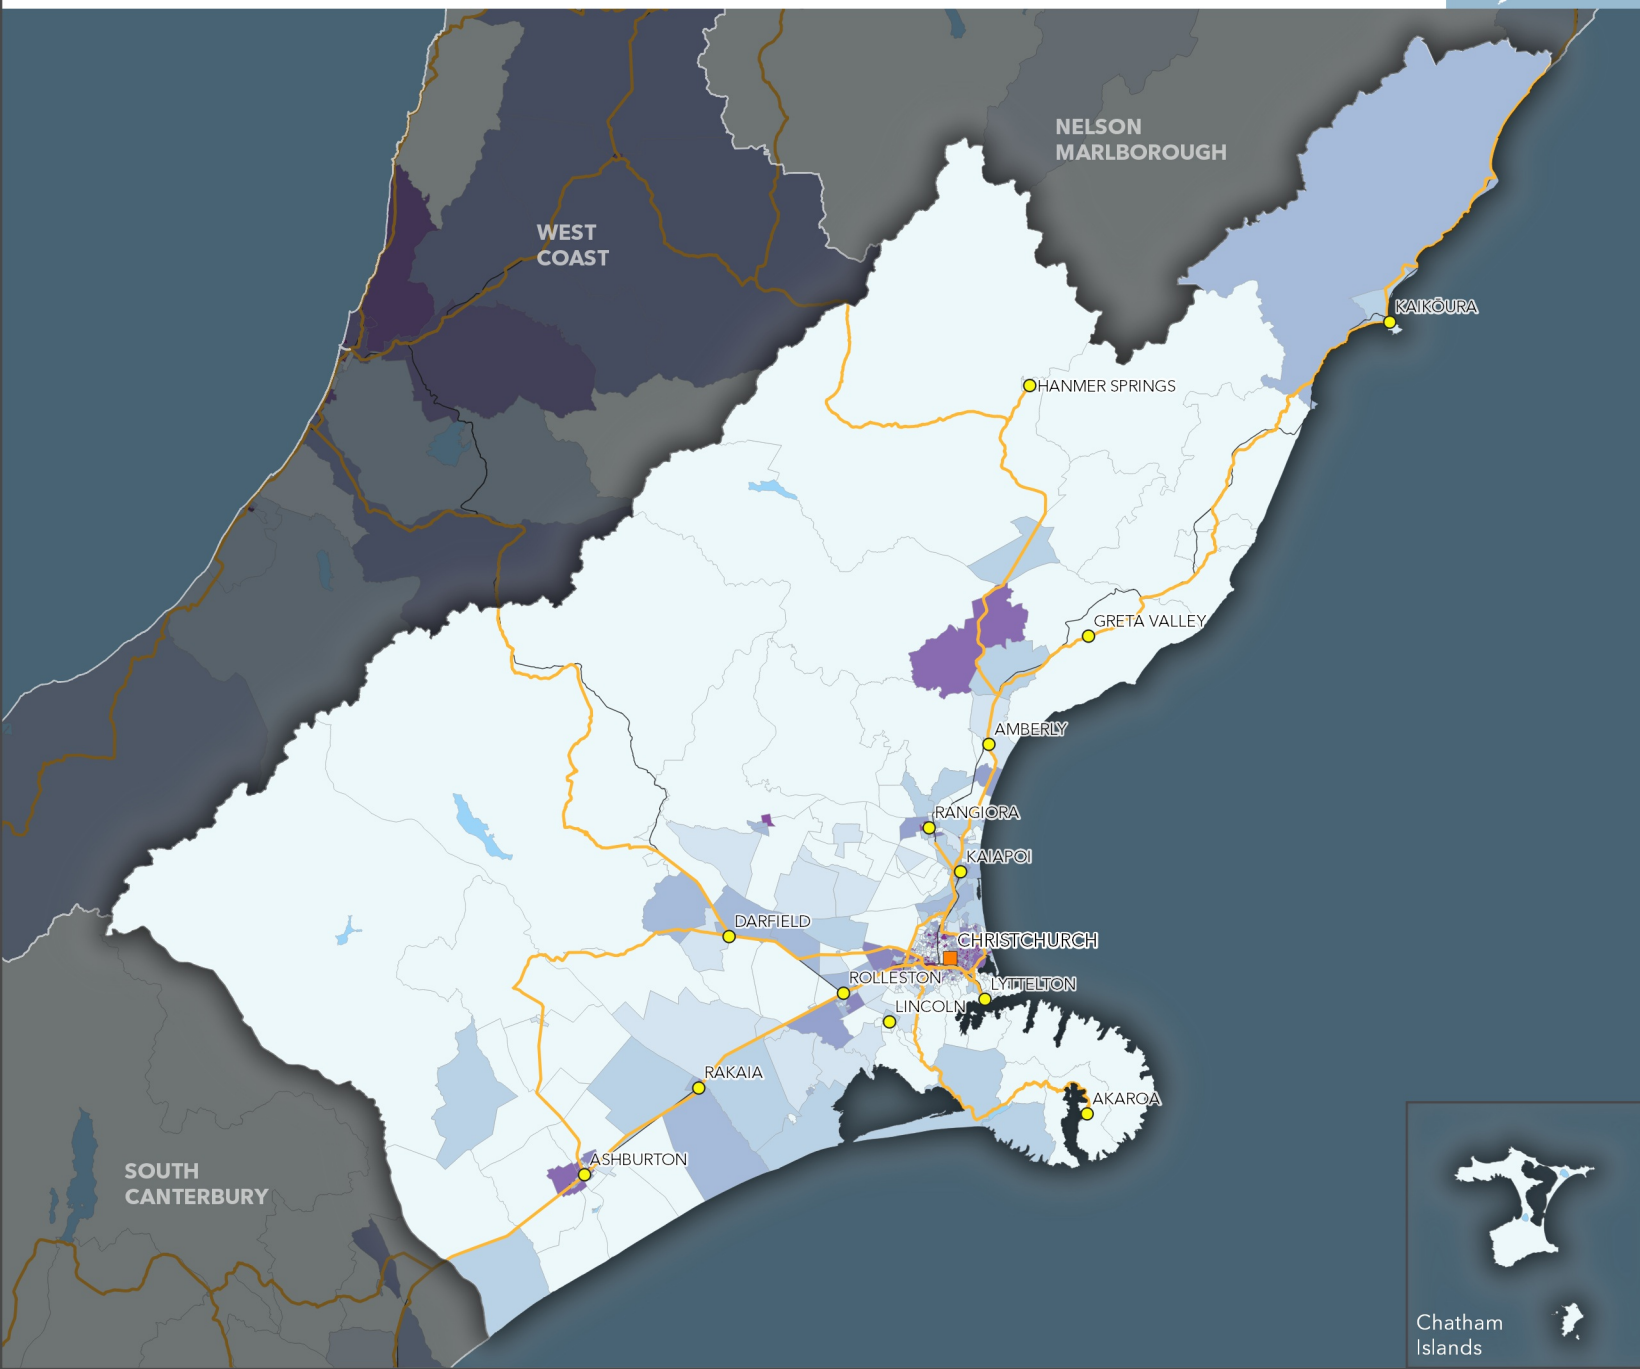 NELSON
MARLBOROUGH
WEST
COAST
KAIKŌURA
HANMER SPRINGS
GRETA VALLEY
AMBERLY
RANGIORA
KAIAPOI
DARFIELD
CHRISTCHURCH
ROLLESTON
LYTTELTON
LINCOLN
RAKAIA
AKAROA
ASHBURTON
SOUTH
CANTERBURY
Chatham
Islands